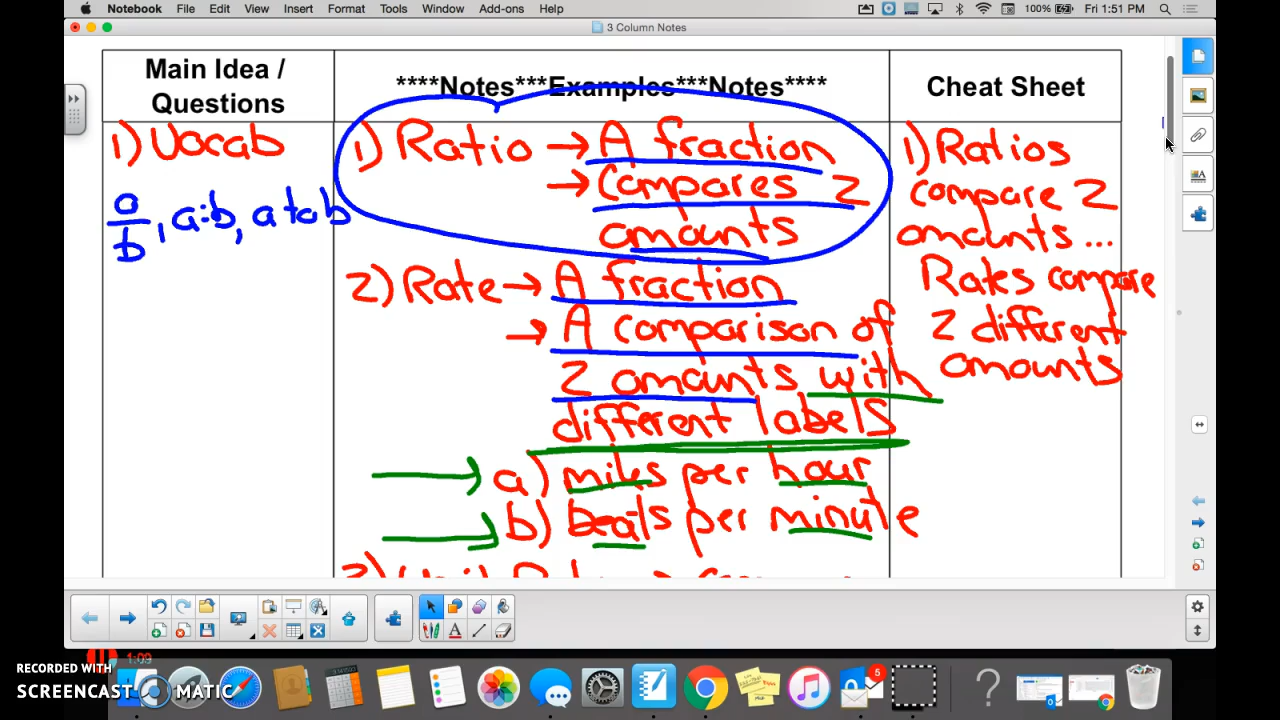 Notebook File Edit View Insert Format Tools Window Add-ons Help 100% Fri 1:51 PM
3 Column Notes
Main Idea /
Questions
****Notes***Examples***Notes****
Cheat Sheet
1) Vocab
a/b, a:b, a to b
1) Ratio → A fraction
→ Compares 2
amounts
2) Rate → A fraction
→ A comparison of
2 amounts with
different labels
a) miles per hour
b) beats per minute
1) Ratios
compare 2
amounts ...
Rates compare
2 different
amounts
1:09
RECORDED WITH
SCREENCAST MATIC
5